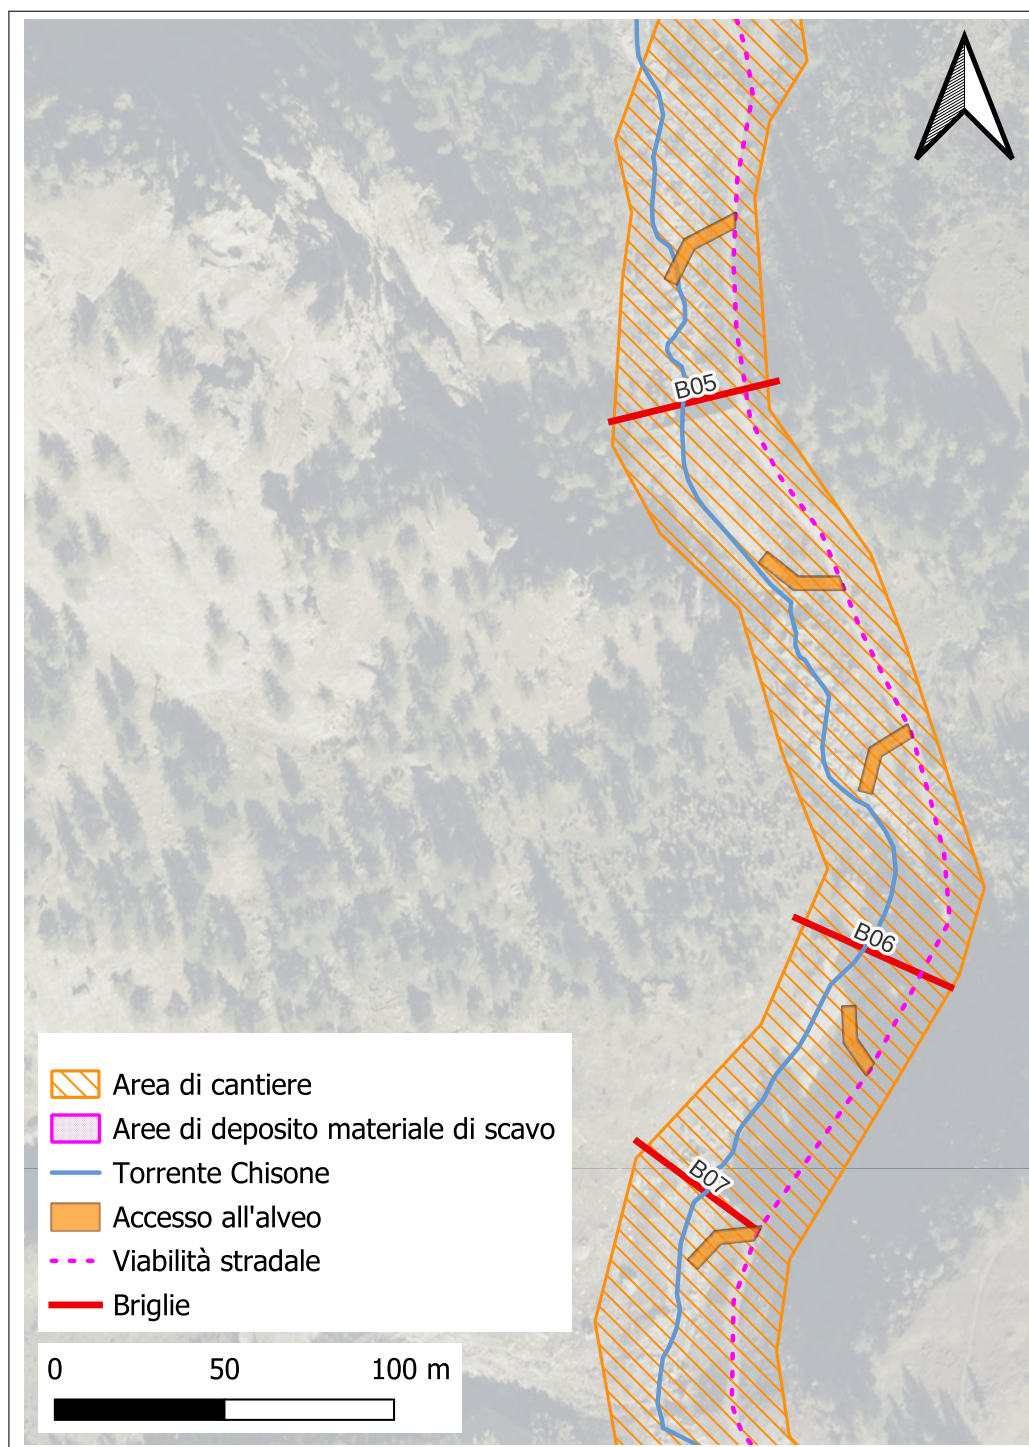 B05
B06
B07
Area di cantiere
Aree di deposito materiale di scavo
Torrente Chisone
Accesso all'alveo
Viabilità stradale
Briglie
0 50 100 m